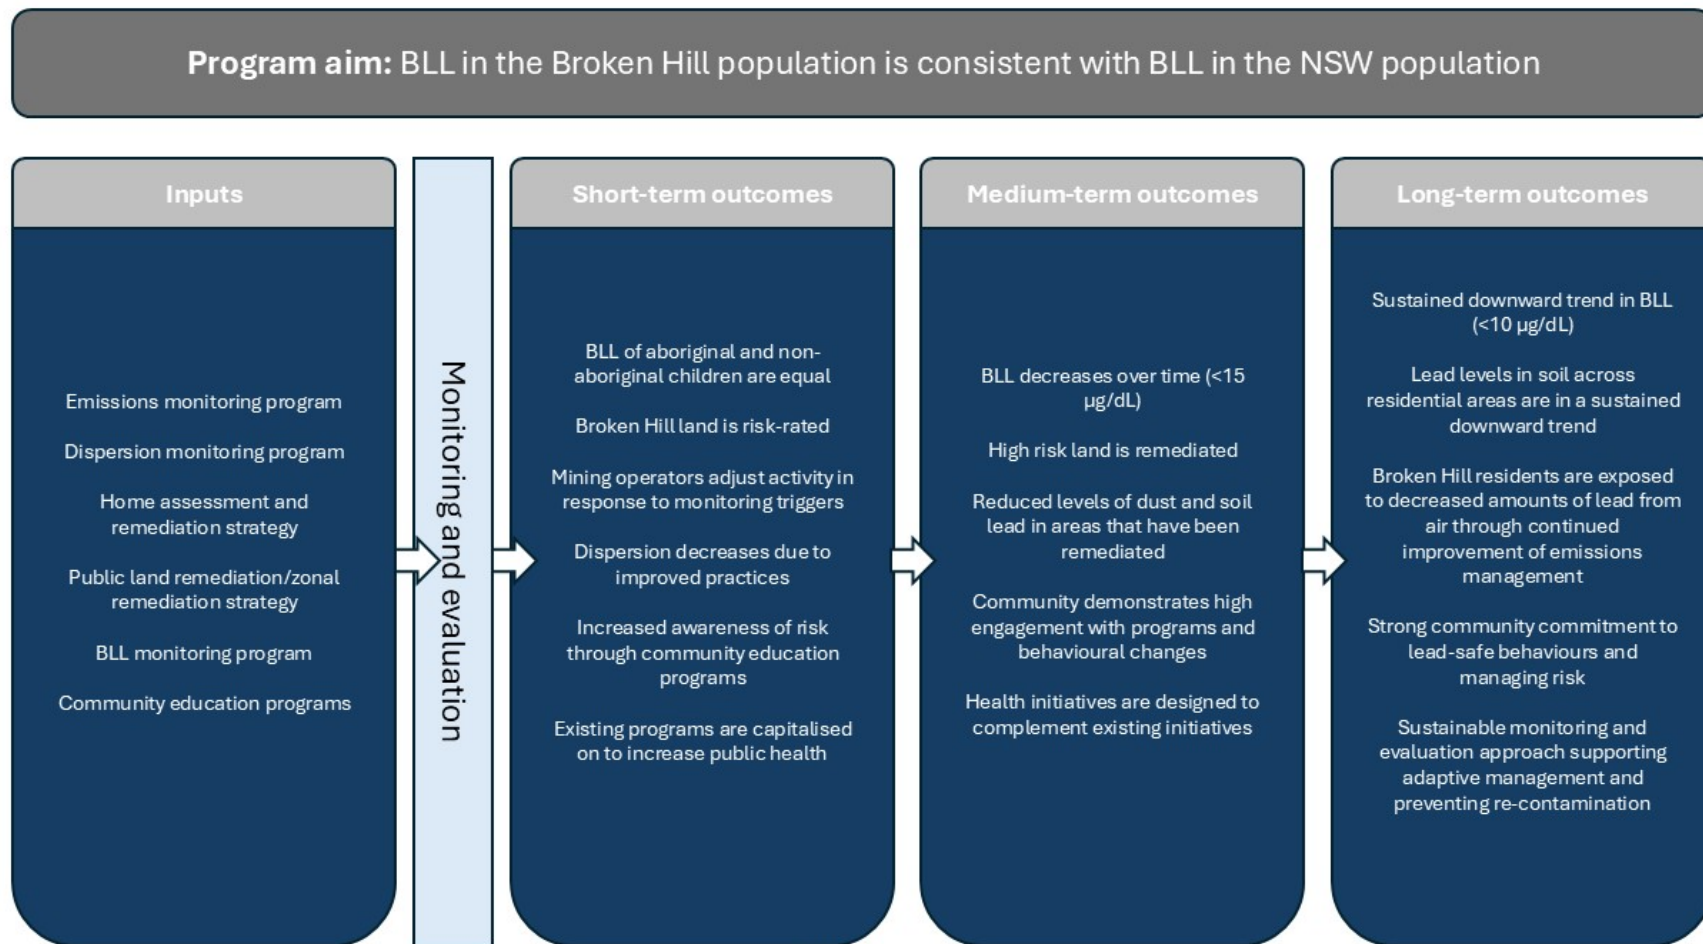 Program aim: BLL in the Broken Hill population is consistent with BLL in the NSW population
Inputs
Emissions monitoring program
Dispersion monitoring program
Home assessment and
remediation strategy
Public land remediation/zonal
remediation strategy
BLL monitoring program
Community education programs
Monitoring and evaluation
Short-term outcomes
BLL of aboriginal and non-
aboriginal children are equal
Broken Hill land is risk-rated
Mining operators adjust activity in
response to monitoring triggers
Dispersion decreases due to
improved practices
Increased awareness of risk
through community education
programs
Existing programs are capitalised
on to increase public health
Medium-term outcomes
BLL decreases over time (<15
µg/dL)
High risk land is remediated
Reduced levels of dust and soil
lead in areas that have been
remediated
Community demonstrates high
engagement with programs and
behavioural changes
Health initiatives are designed to
complement existing initiatives
Long-term outcomes
Sustained downward trend in BLL
(<10 µg/dL)
Lead levels in soil across
residential areas are in a sustained
downward trend
Broken Hill residents are exposed
to decreased amounts of lead from
air through continued
improvement of emissions
management
Strong community commitment to
lead-safe behaviours and
managing risk
Sustainable monitoring and
evaluation approach supporting
adaptive management and
preventing re-contamination